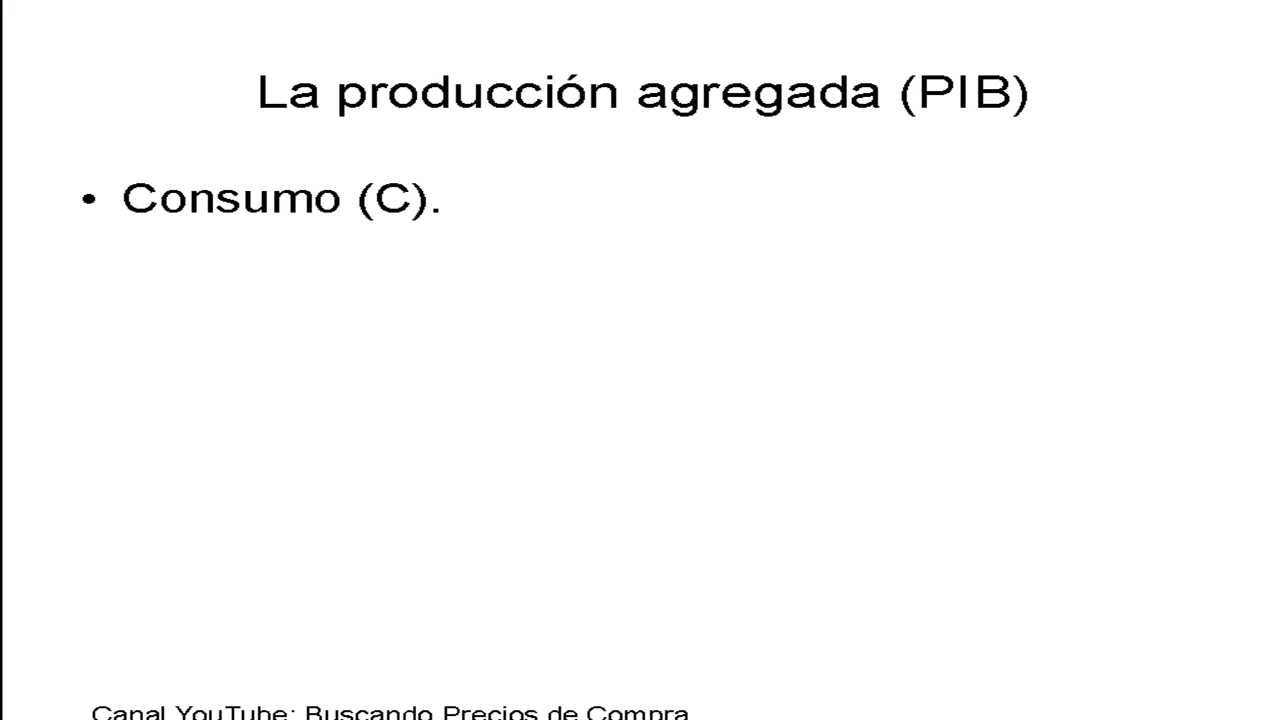 La producción agregada (PIB)
• Consumo (C).
Canal YouTube: Buscando Precios de Compra